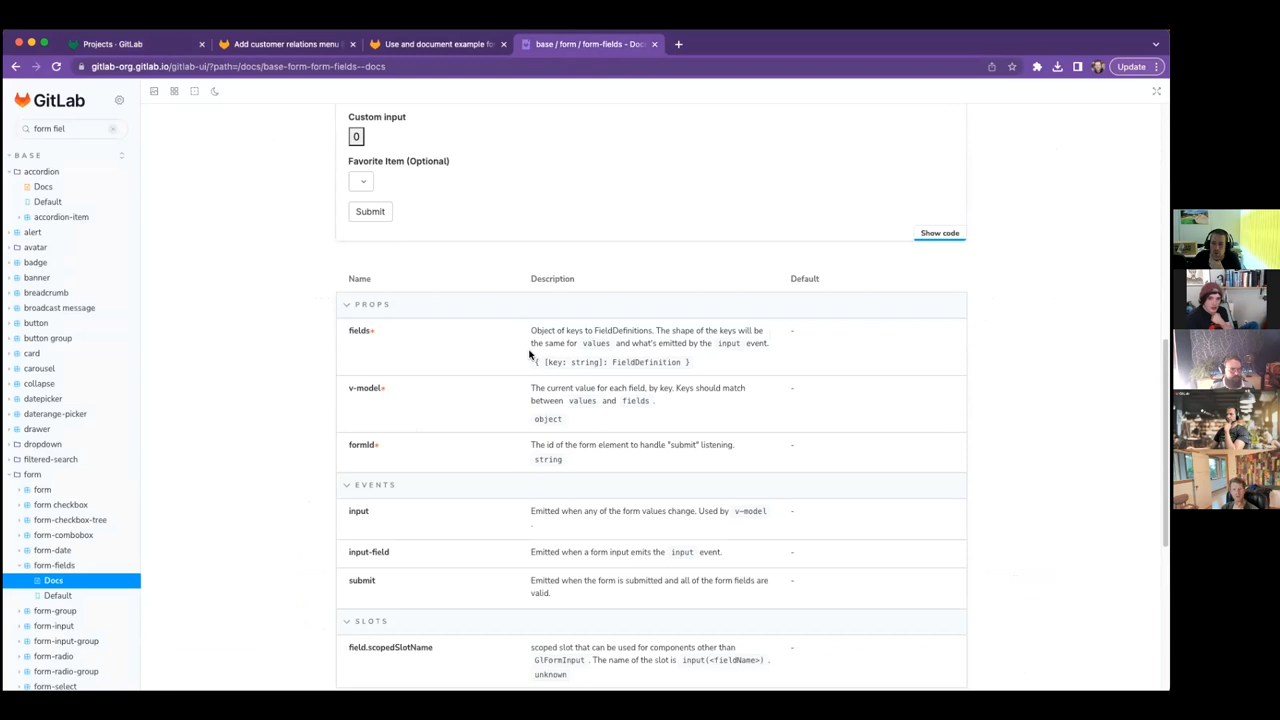 Projects · GitLab
Add customer relations menu
Use and document example for
base / form / form-fields - Doc
gitlab-org.gitlab.io/gitlab-ui/?path=/docs/base-form-form-fields--docs
Update
GitLab
form fiel
BASE
accordion
Docs
Default
accordion-item
alert
avatar
badge
banner
breadcrumb
broadcast message
button
button group
card
carousel
collapse
datepicker
daterange-picker
drawer
dropdown
filtered-search
form
form
form checkbox
form-checkbox-tree
form-combobox
form-date
form-fields
Docs
Default
form-group
form-input
form-input-group
form-radio
form-radio-group
form-select
Custom input
0
Favorite Item (Optional)
Submit
Show code
Name Description Default
PROPS
fields* Object of keys to FieldDefinitions. The shape of the keys will be -
the same for values and what's emitted by the input event.
{ [key: string]: FieldDefinition }
v-model* The current value for each field, by key. Keys should match -
between values and fields .
object
formId* The id of the form element to handle "submit" listening. -
string
EVENTS
input Emitted when any of the form values change. Used by v-model -
.
input-field Emitted when a form input emits the input event. -
submit Emitted when the form is submitted and all of the form fields are -
valid.
SLOTS
field.scopedSlotName scoped slot that can be used for components other than -
GlFormInput . The name of the slot is input(<fieldName>) .
unknown